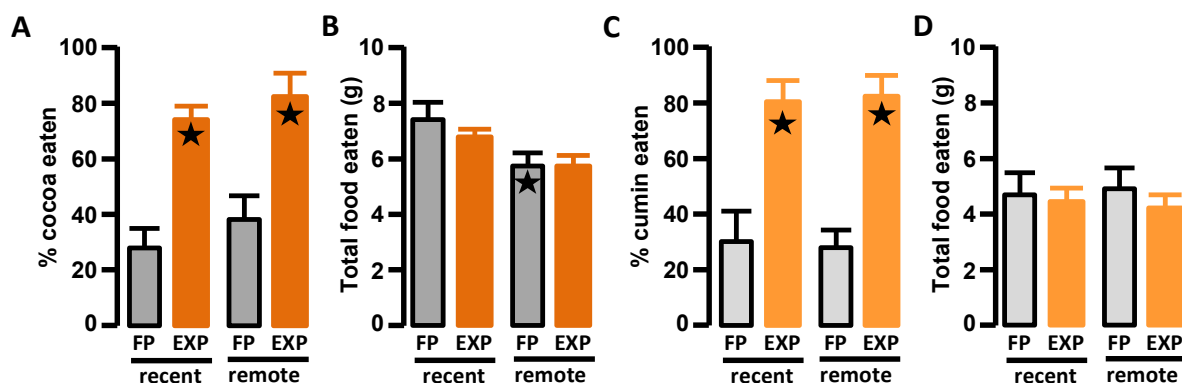 A
% cocoa eaten
100
80
60
40
20
0
FP EXP FP EXP
recent remote
B
Total food eaten (g)
10
8
6
4
2
0
FP EXP FP EXP
recent remote
C
% cumin eaten
100
80
60
40
20
0
FP EXP FP EXP
recent remote
D
Total food eaten (g)
10
8
6
4
2
0
FP EXP FP EXP
recent remote